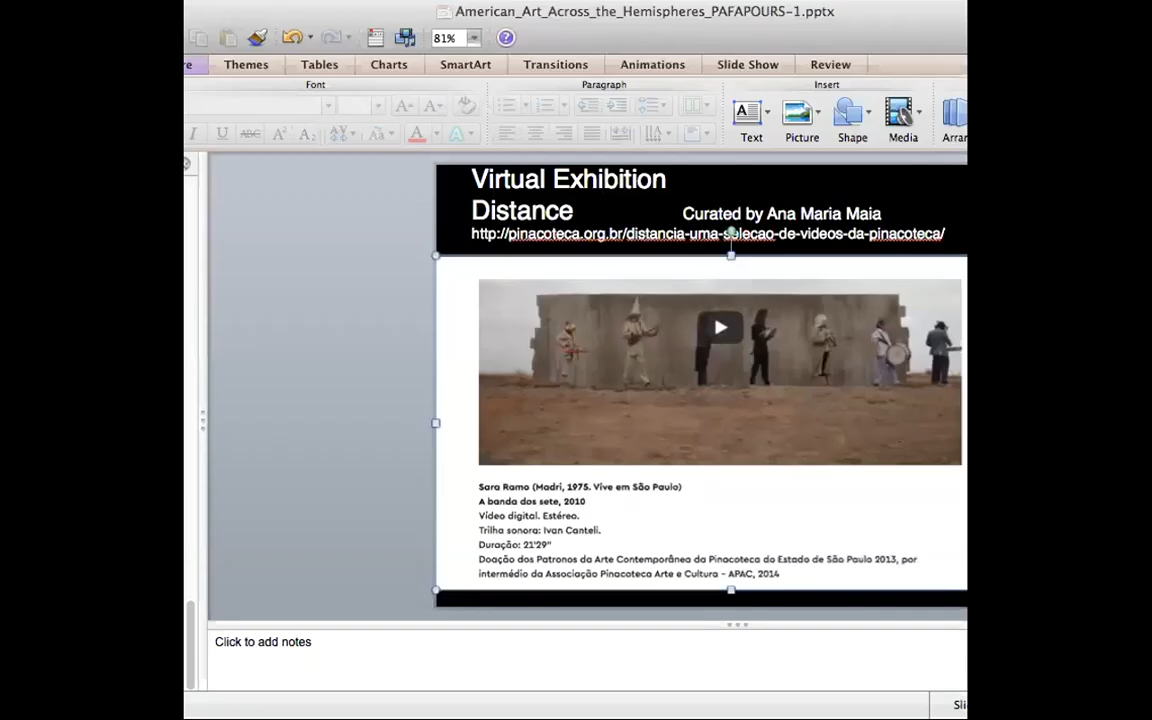 American_Art_Across_the_Hemispheres_PAFAPOURS-1.pptx
81%
Themes Tables Charts SmartArt Transitions Animations Slide Show Review
Font Paragraph Insert
Text Picture Shape Media
Virtual Exhibition
Distance Curated by Ana Maria Maia
http://pinacoteca.org.br/distancia-uma-selecao-de-videos-da-pinacoteca/
Sara Ramo (Madri, 1975. Vive em São Paulo)
A banda dos sete, 2010
Vídeo digital. Estéreo.
Trilha sonora: Ivan Canteli.
Duração: 21'29"
Doação dos Patronos da Arte Contemporânea da Pinacoteca do Estado de São Paulo 2013, por
intermédio da Associação Pinacoteca Arte e Cultura - APAC, 2014
Click to add notes